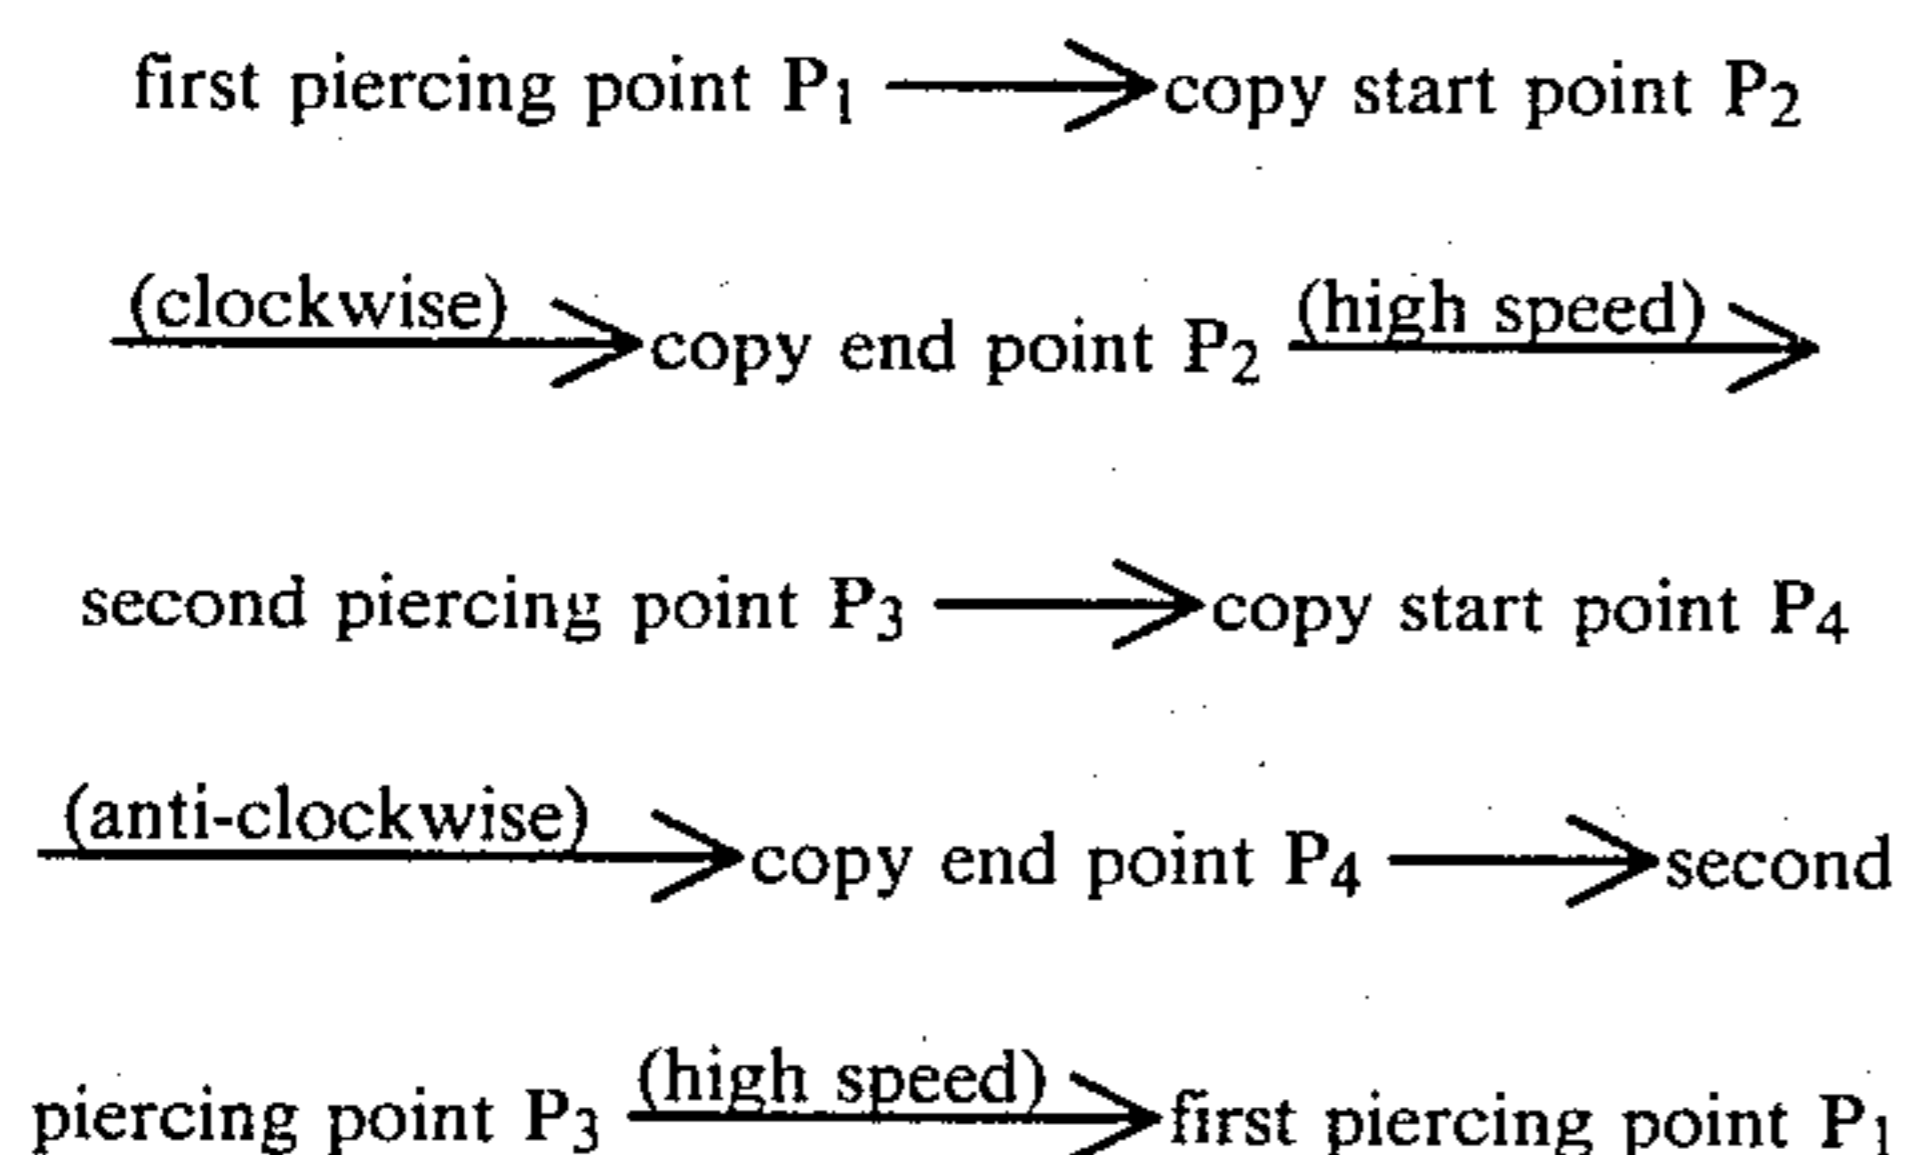 first piercing point P₁ ⟶ copy start point P₂
(clockwise) ⟶ copy end point P₂ (high speed) ⟶
second piercing point P₃ ⟶ copy start point P₄
(anti-clockwise) ⟶ copy end point P₄ ⟶ second
piercing point P₃ (high speed) ⟶ first piercing point P₁